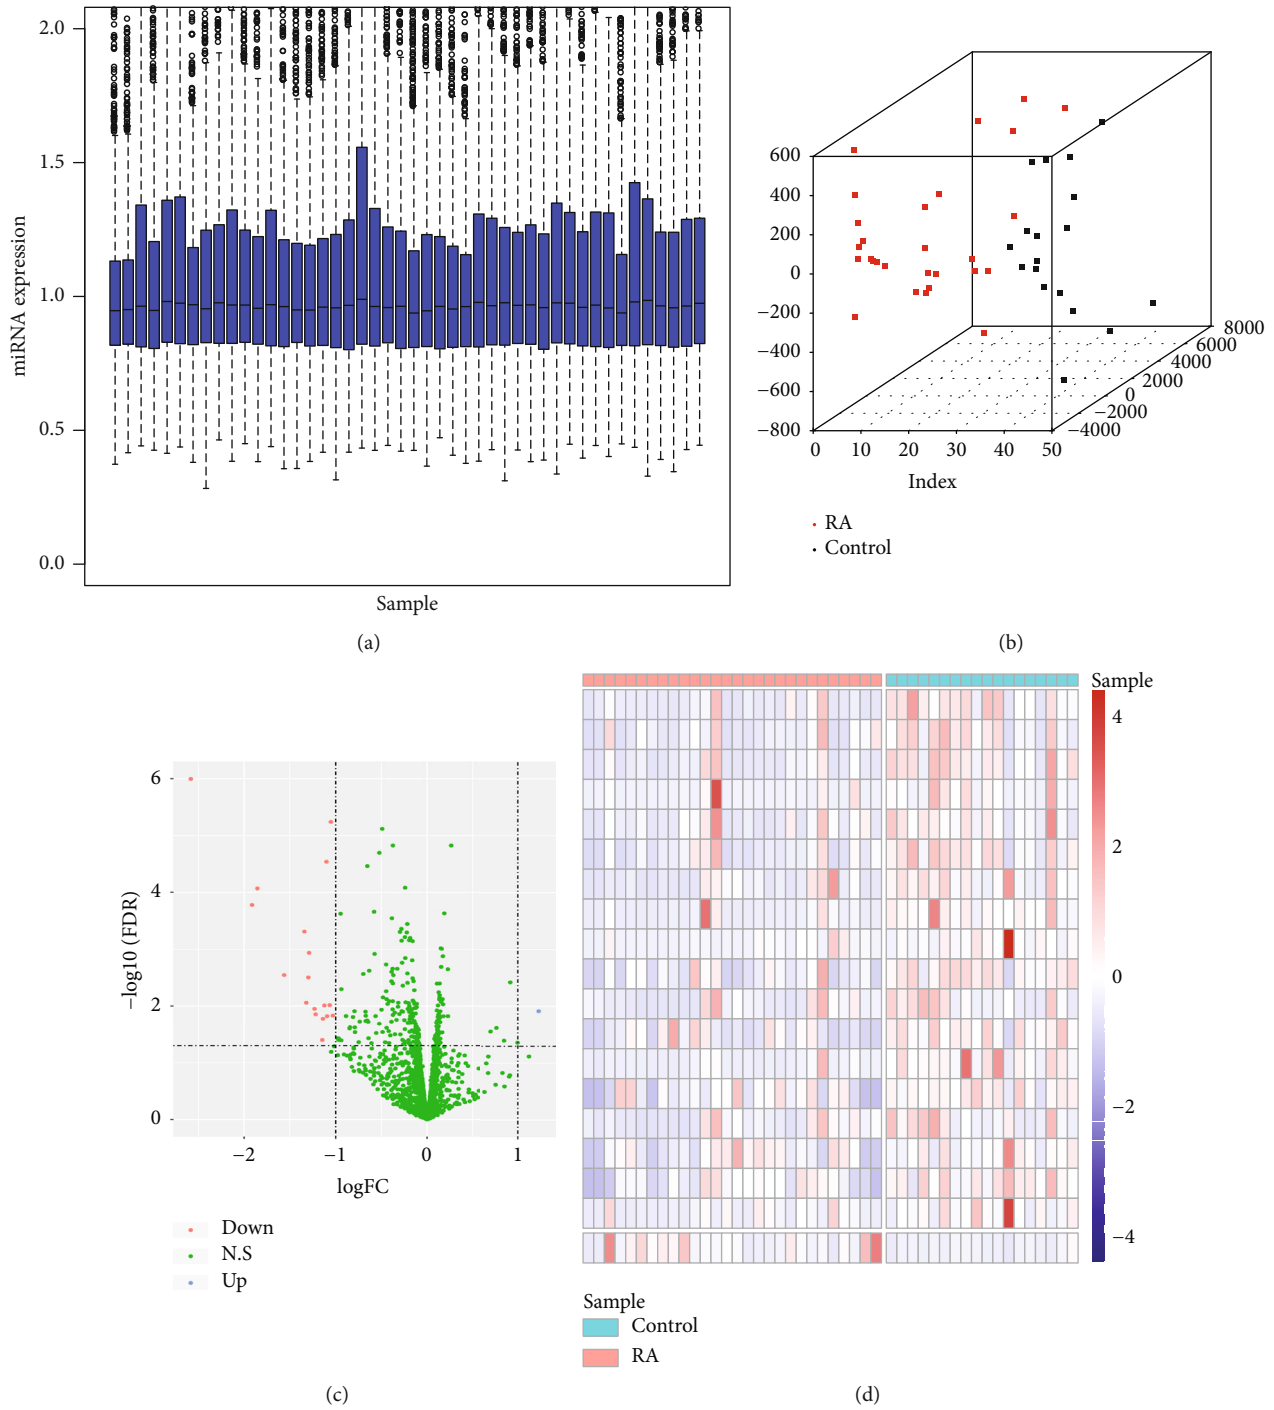 2.0
1.5
1.0
0.5
0.0
miRNA expression
Sample
(a)
600
400
200
0
−200
−400
−600
−800
0 10 20 30 40 50
Index
−4000
−2000
0
2000
4000
6000
8000
RA
Control
(b)
6
4
2
0
−log10 (FDR)
−2 −1 0 1
logFC
Down
N.S
Up
(c)
Sample
4
2
0
−2
−4
Sample
Control
RA
(d)